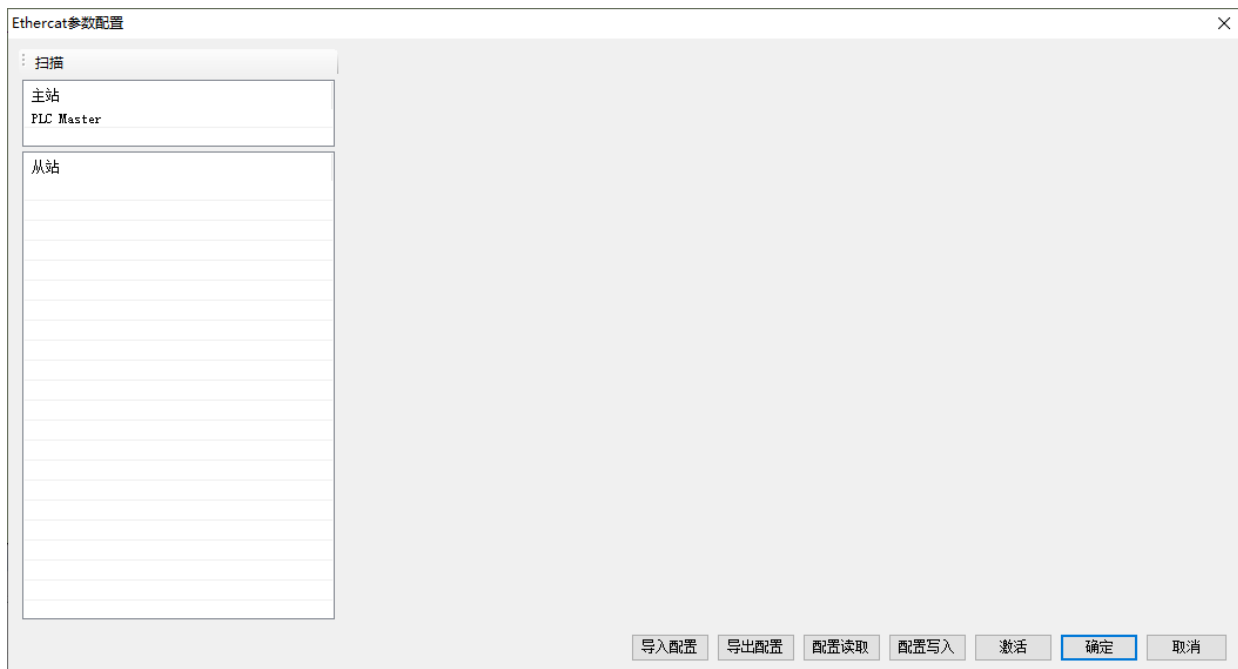 Ethercat参数配置
扫描
主站
PLC Master
从站
导入配置 导出配置 配置读取 配置写入 激活 确定 取消